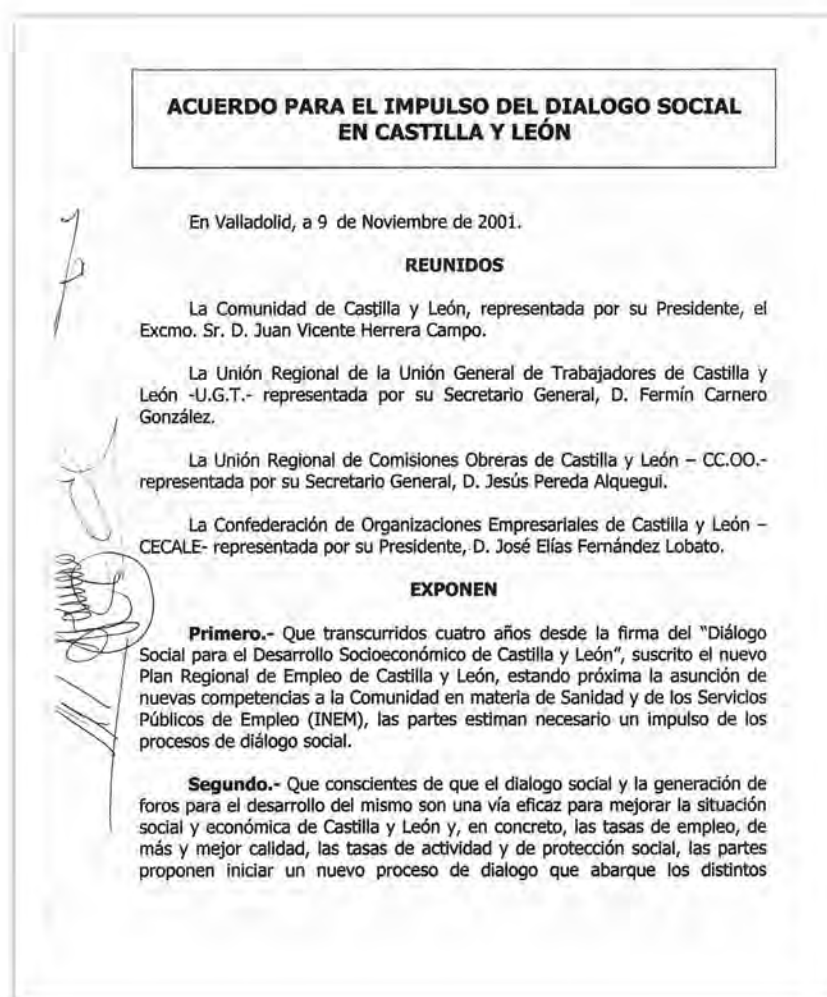 ACUERDO PARA EL IMPULSO DEL DIALOGO SOCIAL
EN CASTILLA Y LEÓN
En Valladolid, a 9 de Noviembre de 2001.
REUNIDOS
La Comunidad de Castilla y León, representada por su Presidente, el
Excmo. Sr. D. Juan Vicente Herrera Campo.
La Unión Regional de la Unión General de Trabajadores de Castilla y
León -U.G.T.- representada por su Secretario General, D. Fermín Carnero
González.
La Unión Regional de Comisiones Obreras de Castilla y León – CC.OO.-
representada por su Secretario General, D. Jesús Pereda Alquegui.
La Confederación de Organizaciones Empresariales de Castilla y León –
CECALE- representada por su Presidente, D. José Elías Fernández Lobato.
EXPONEN
Primero.- Que transcurridos cuatro años desde la firma del "Diálogo
Social para el Desarrollo Socioeconómico de Castilla y León", suscrito el nuevo
Plan Regional de Empleo de Castilla y León, estando próxima la asunción de
nuevas competencias a la Comunidad en materia de Sanidad y de los Servicios
Públicos de Empleo (INEM), las partes estiman necesario un impulso de los
procesos de diálogo social.
Segundo.- Que conscientes de que el dialogo social y la generación de
foros para el desarrollo del mismo son una vía eficaz para mejorar la situación
social y económica de Castilla y León y, en concreto, las tasas de empleo, de
más y mejor calidad, las tasas de actividad y de protección social, las partes
proponen iniciar un nuevo proceso de dialogo que abarque los distintos